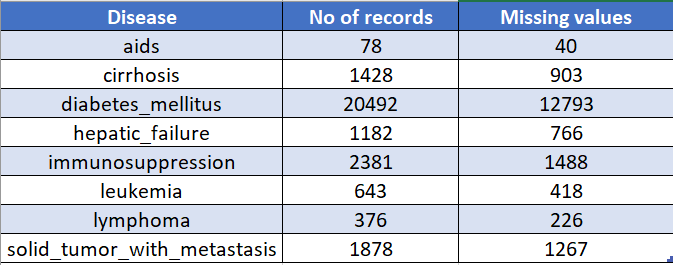 Disease No of records Missing values
aids 78 40
cirrhosis 1428 903
diabetes_mellitus 20492 12793
hepatic_failure 1182 766
immunosuppression 2381 1488
leukemia 643 418
lymphoma 376 226
solid_tumor_with_metastasis 1878 1267